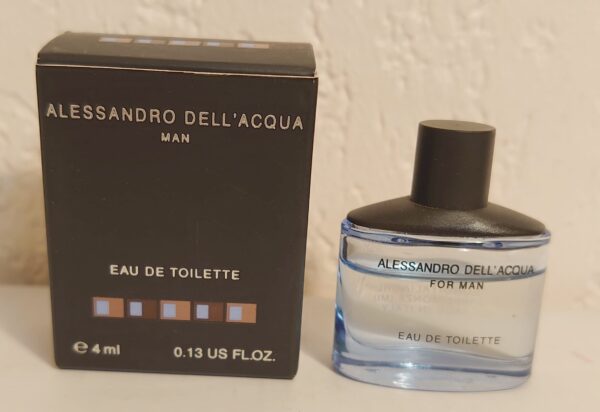 ALESSANDRO DELL'ACQUA
MAN
EAU DE TOILETTE
e 4 ml
0.13 US FL.OZ.
ALESSANDRO DELL'ACQUA
FOR MAN
EAU DE TOILETTE